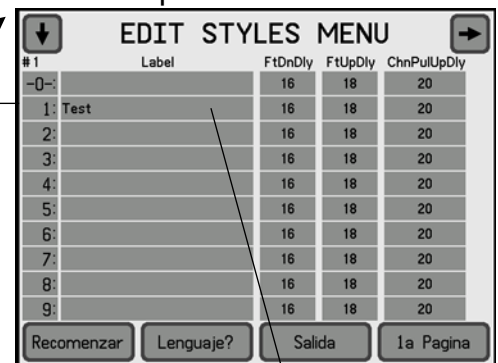 EDIT STYLES MENU
#1 Label FtDnDly FtUpDly ChnPulUpDly
-0-: 16 18 20
1: Test 16 18 20
2: 16 18 20
3: 16 18 20
4: 16 18 20
5: 16 18 20
6: 16 18 20
7: 16 18 20
8: 16 18 20
9: 16 18 20
Recomenzar Lenguaje? Salida 1a Pagina